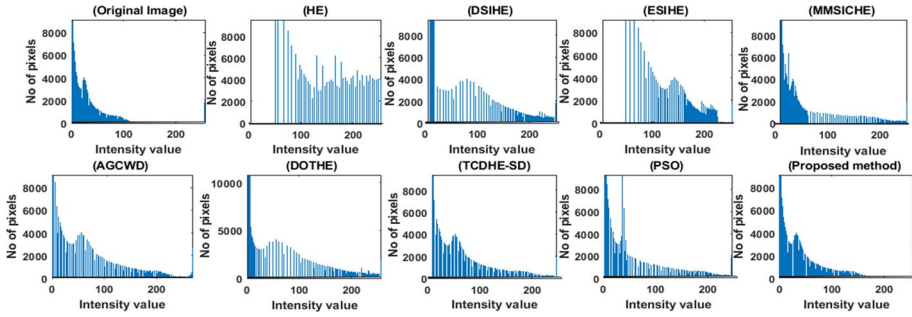 (Original Image) (HE) (DSIHE) (ESIHE) (MMSICHE)
No of pixels No of pixels No of pixels No of pixels No of pixels
8000 8000 8000 8000 8000
6000 6000 6000 6000 6000
4000 4000 4000 4000 4000
2000 2000 2000 2000 2000
0 0 0 0 0
0 100 200 0 100 200 0 100 200 0 100 200 0 100 200
Intensity value Intensity value Intensity value Intensity value Intensity value
(AGCWD) (DOTHE) (TCDHE-SD) (PSO) (Proposed method)
No of pixels No of pixels No of pixels No of pixels No of pixels
8000 10000 8000 8000 8000
6000 6000 6000 6000
4000 5000 4000 4000 4000
2000 2000 2000 2000
0 0 0 0 0
0 100 200 0 100 200 0 100 200 0 100 200 0 100 200
Intensity value Intensity value Intensity value Intensity value Intensity value